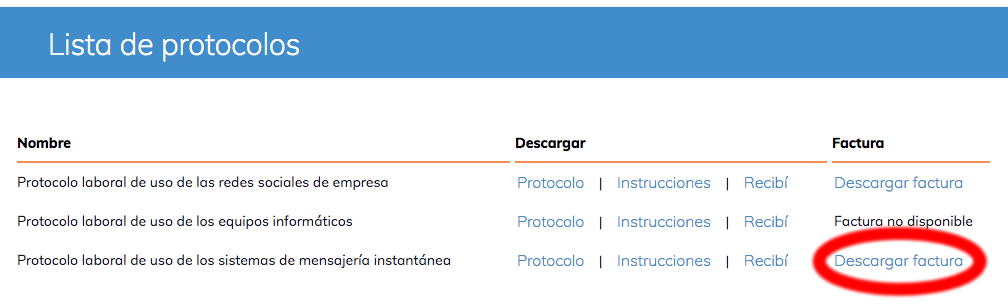 Lista de protocolos
Nombre Descargar Factura
Protocolo laboral de uso de las redes sociales de empresa Protocolo | Instrucciones | Recibí Descargar factura
Protocolo laboral de uso de los equipos informáticos Protocolo | Instrucciones | Recibí Factura no disponible
Protocolo laboral de uso de los sistemas de mensajería instantánea Protocolo | Instrucciones | Recibí Descargar factura